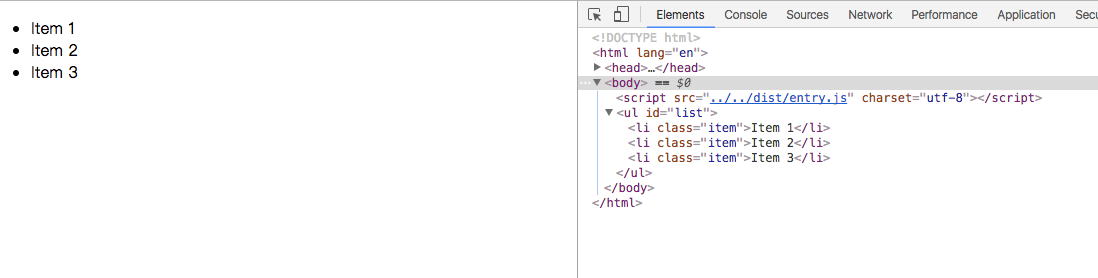 Item 1
Item 2
Item 3
Elements Console Sources Network Performance Memory Application Secu
<!DOCTYPE html>
<html lang="en">
<head>…</head>
<body> == $0
<script src="../../dist/entry.js" charset="utf-8"></script>
<ul id="list">
<li class="item">Item 1</li>
<li class="item">Item 2</li>
<li class="item">Item 3</li>
</ul>
</body>
</html>